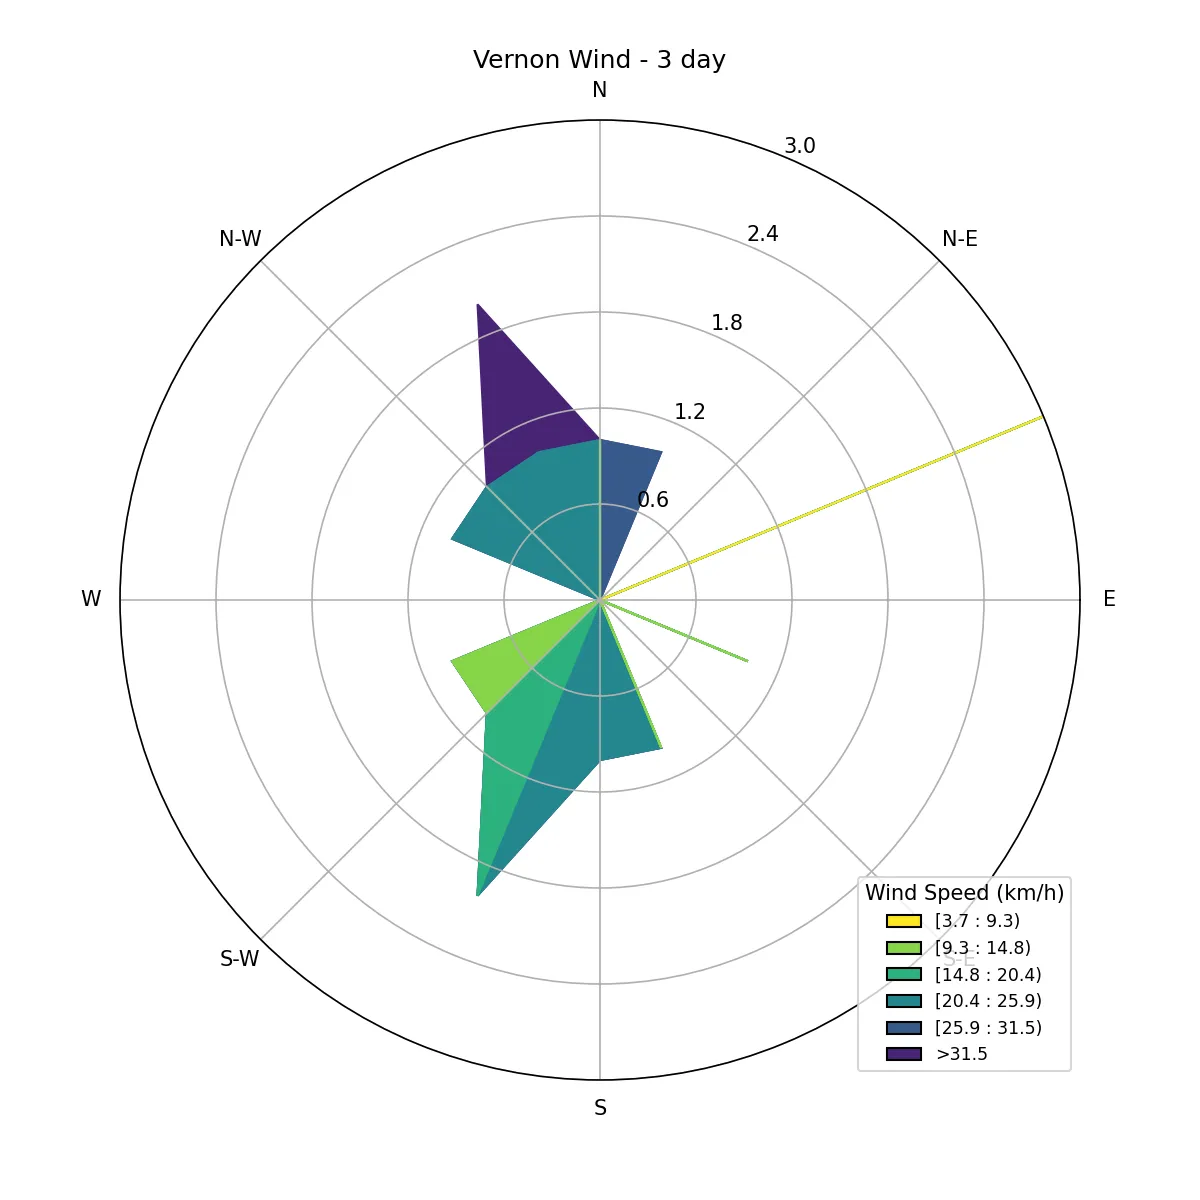 Vernon Wind - 3 day
N
3.0
N-W
2.4
N-E
1.8
1.2
0.6
W
E
Wind Speed (km/h)
[3.7 : 9.3)
[9.3 : 14.8)
S-W
S-E
[14.8 : 20.4)
[20.4 : 25.9)
[25.9 : 31.5)
>31.5
S